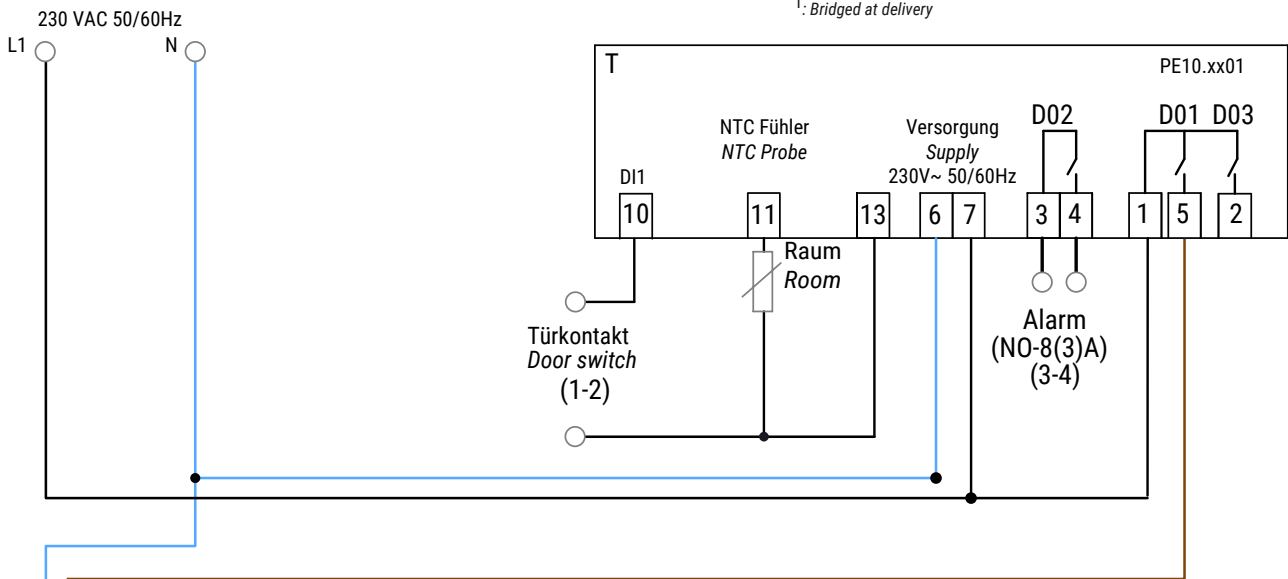 1: Bridged at delivery
230 VAC 50/60Hz
L1
N
T
PE10.xx01
D02
D01
D03
NTC Fühler
NTC Probe
Versorgung
Supply
230V~ 50/60Hz
DI1
10
11
13
6
7
3
4
1
5
2
Raum
Room
Türkontakt
Door switch
(1-2)
Alarm
(NO-8(3)A)
(3-4)